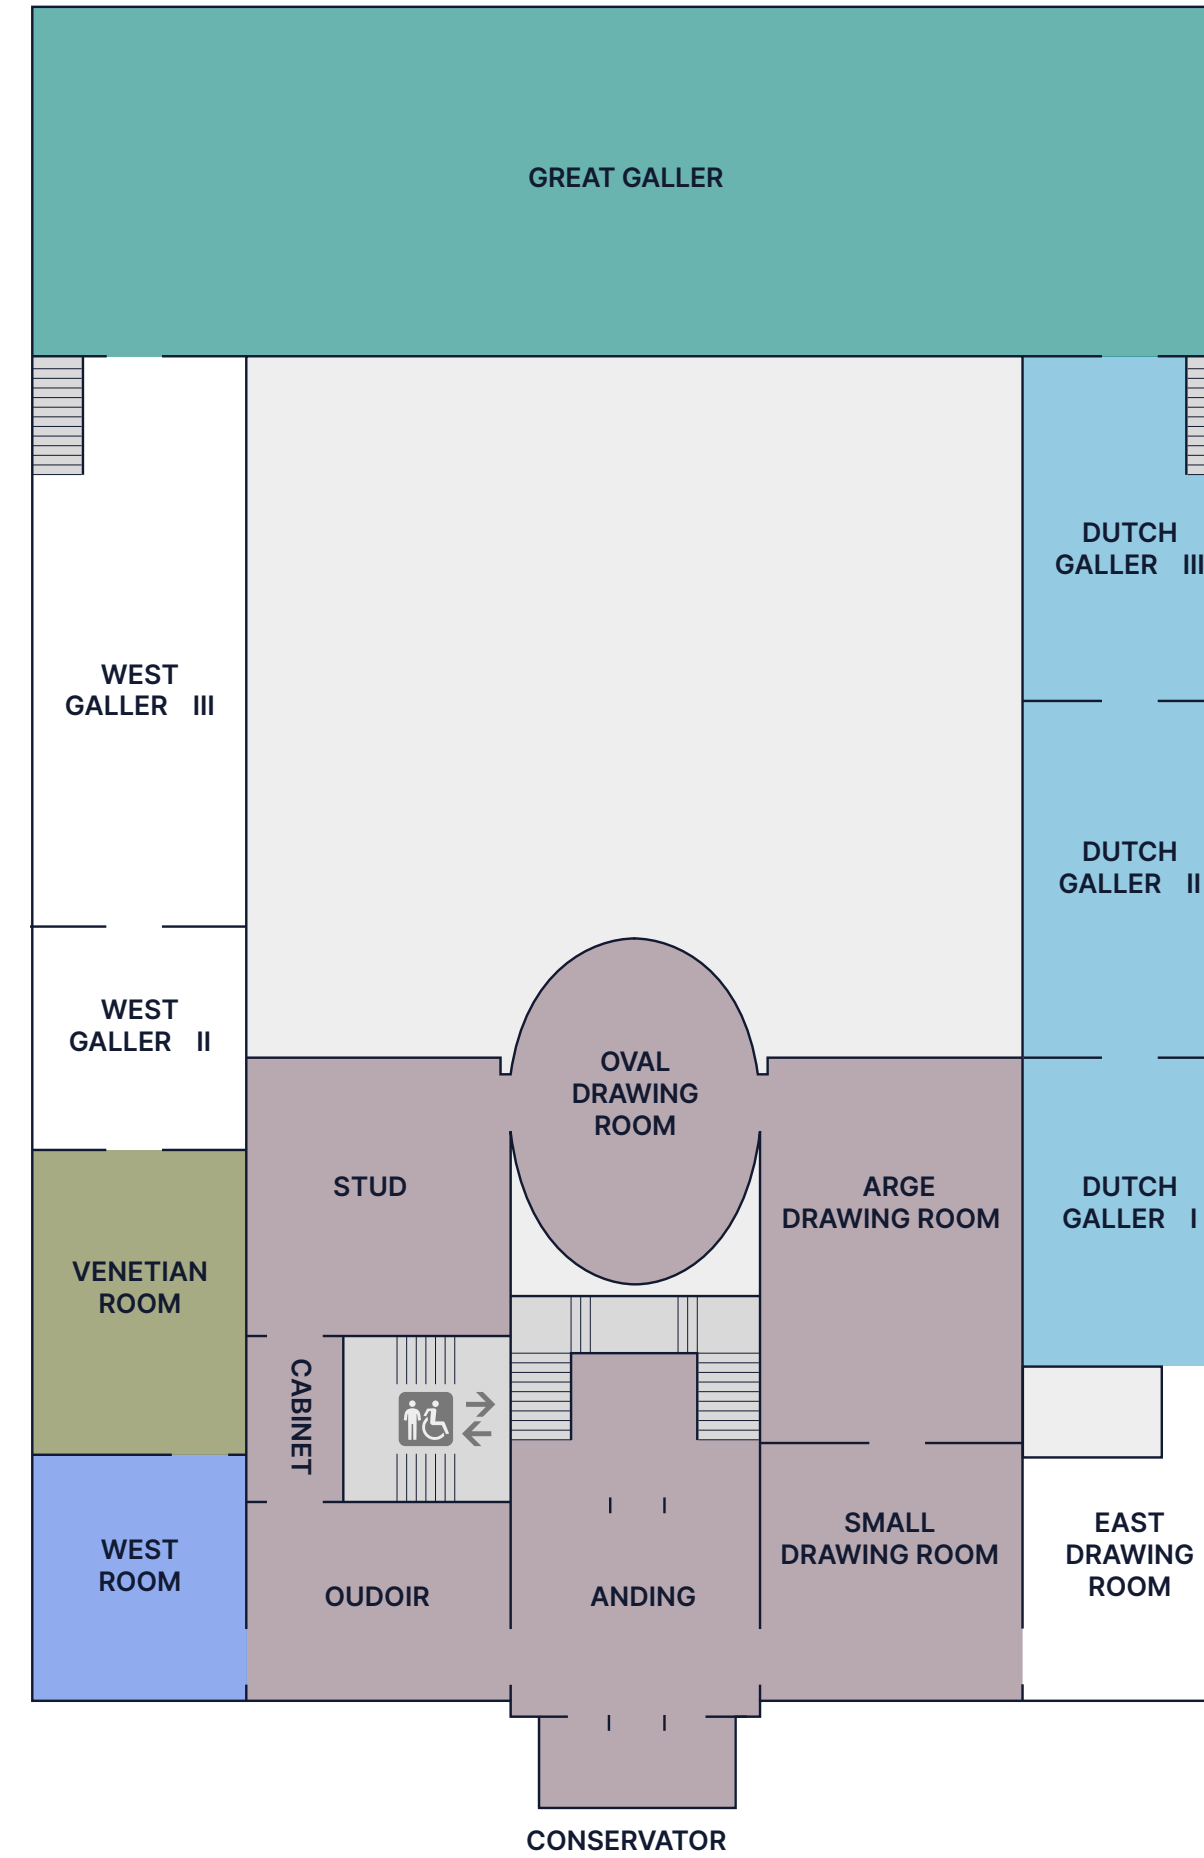 GREAT GALLER
DUTCH
GALLER III
WEST
GALLER III
DUTCH
GALLER II
WEST
GALLER II
OVAL
DRAWING
ROOM
STUD
ARGE
DRAWING ROOM
DUTCH
GALLER I
VENETIAN
ROOM
CABINET
WEST
ROOM
OUDOIR
ANDING
SMALL
DRAWING ROOM
EAST
DRAWING
ROOM
CONSERVATOR